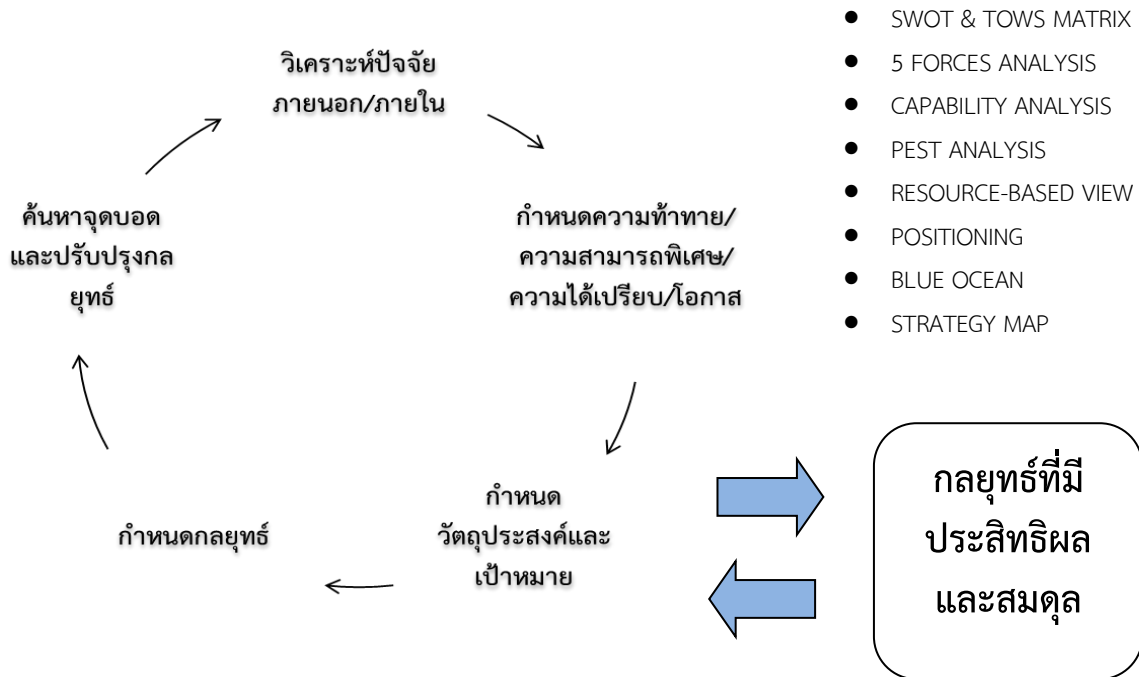 วิเคราะห์ปัจจัย
ภายนอก/ภายใน
กำหนดความท้าทาย/
ความสามารถพิเศษ/
ความได้เปรียบ/โอกาส
กำหนด
วัตถุประสงค์และ
เป้าหมาย
กำหนดกลยุทธ์
ค้นหาจุดบอด
และปรับปรุงกล
ยุทธ์
● SWOT & TOWS MATRIX
● 5 FORCES ANALYSIS
● CAPABILITY ANALYSIS
● PEST ANALYSIS
● RESOURCE-BASED VIEW
● POSITIONING
● BLUE OCEAN
● STRATEGY MAP
กลยุทธ์ที่มี
ประสิทธิผล
และสมดุล